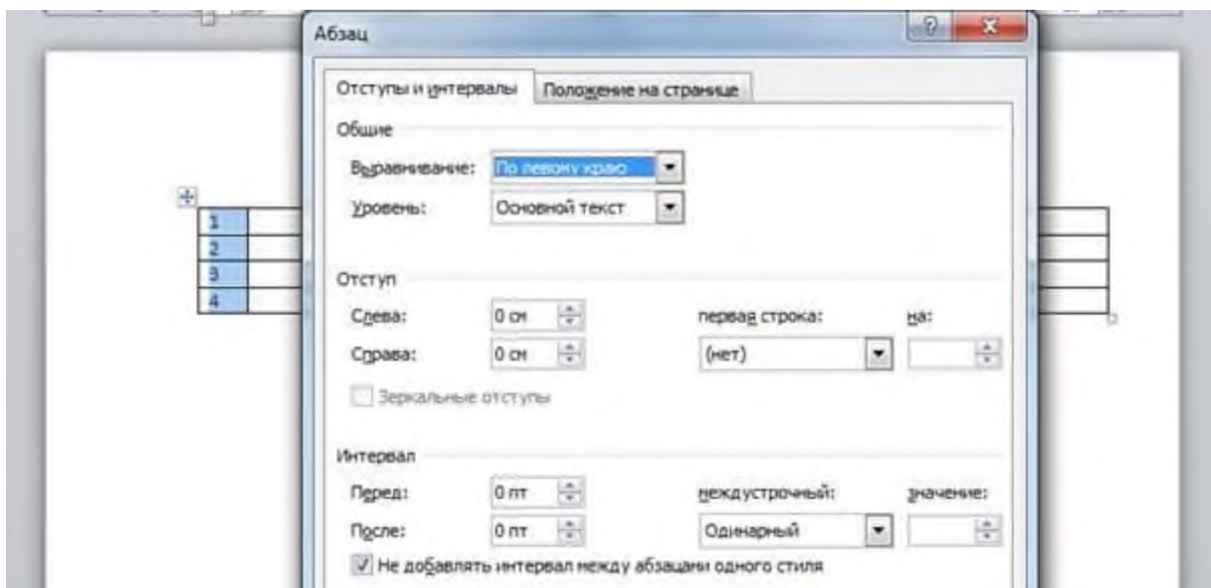 Абзац
Отступы и интервалы Положение на странице
Общие
Выравнивание: По левому краю
Уровень: Основной текст
1
2
3
4
Отступ
Слева: 0 см первая строка: на:
Справа: 0 см (нет)
Зеркальные отступы
Интервал
Перед: 0 пт междустрочный: значение:
После: 0 пт Одинарный
Не добавлять интервал между абзацами одного стиля